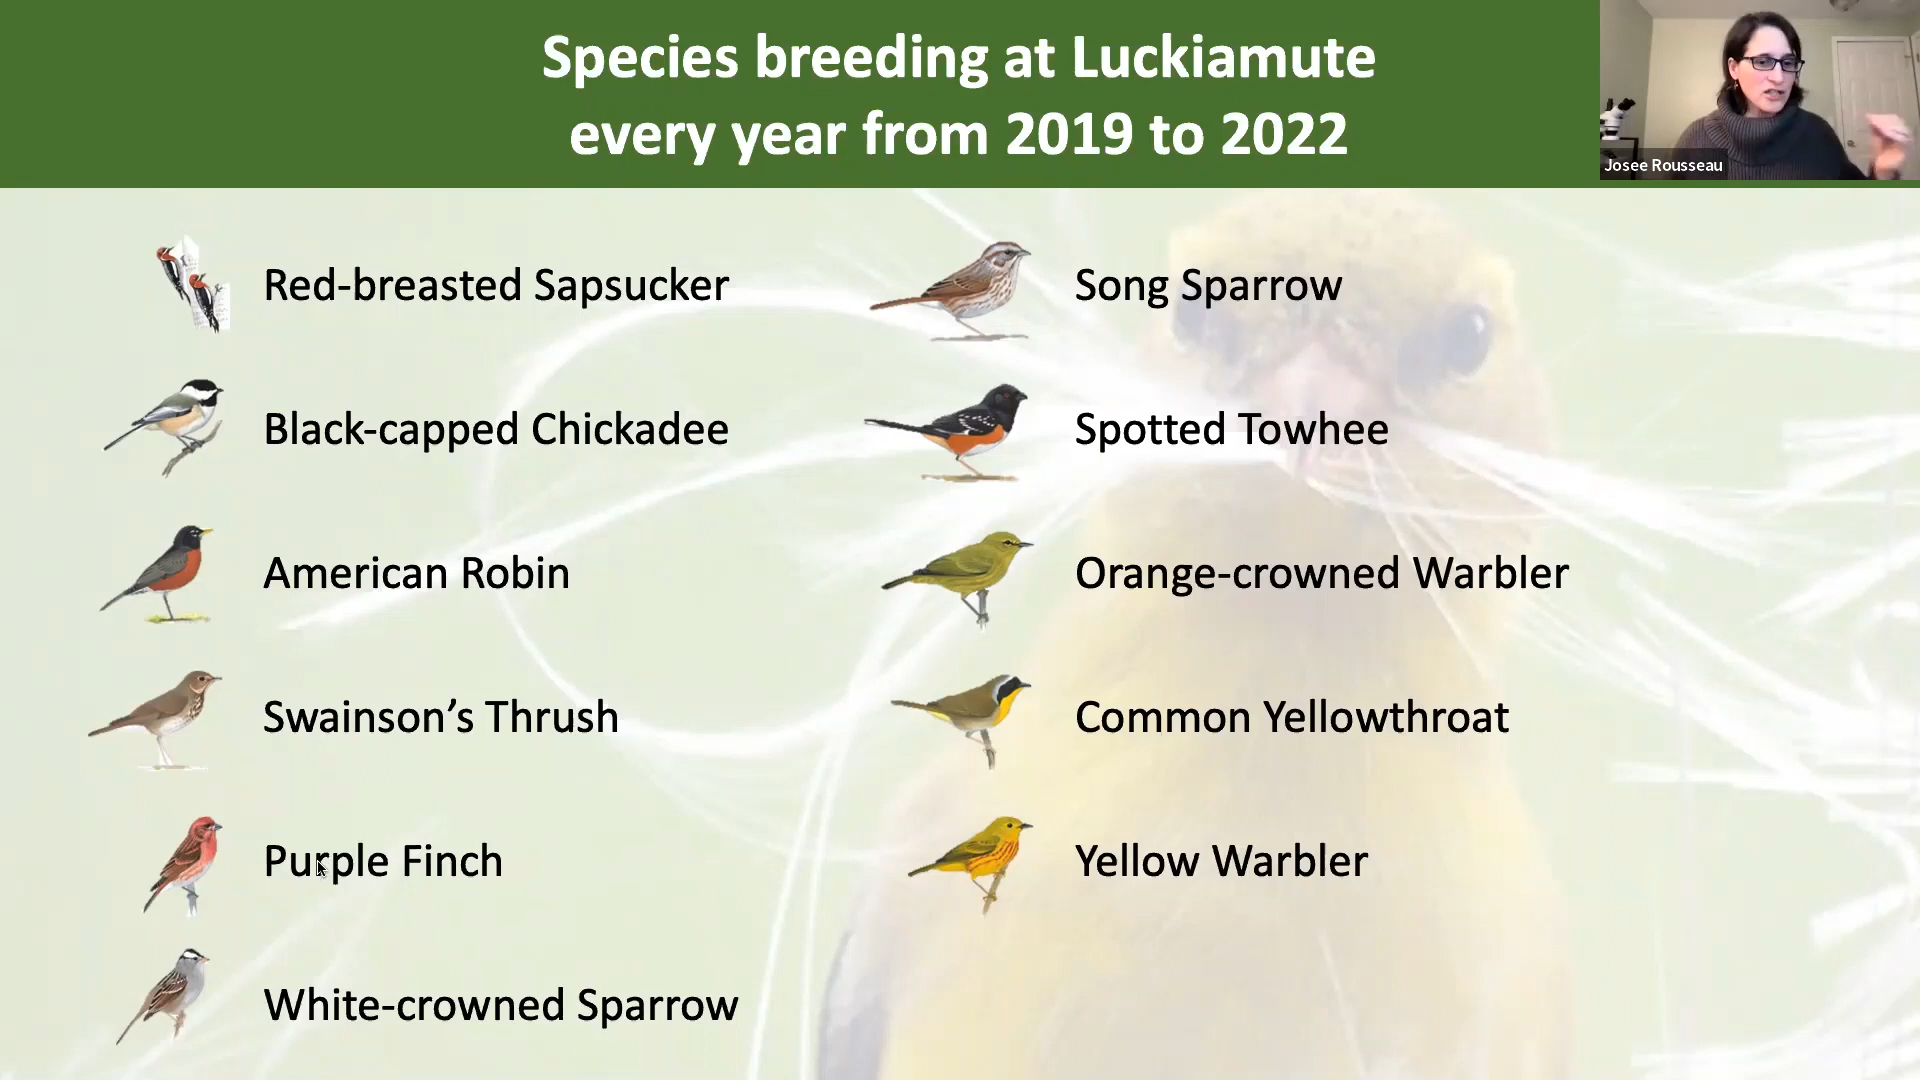 Species breeding at Luckiamute
every year from 2019 to 2022
Josee Rousseau
Red-breasted Sapsucker
Black-capped Chickadee
American Robin
Swainson’s Thrush
Purple Finch
White-crowned Sparrow
Song Sparrow
Spotted Towhee
Orange-crowned Warbler
Common Yellowthroat
Yellow Warbler